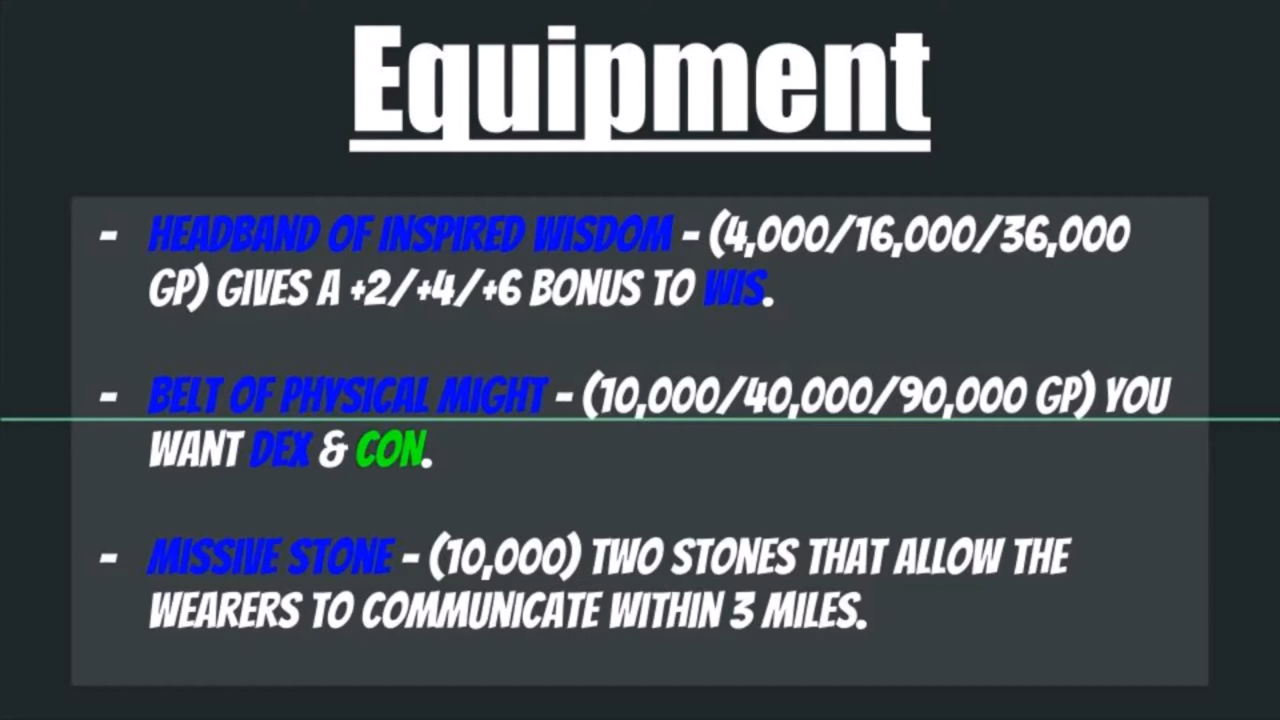 Equipment
- HEADBAND OF INSPIRED WISDOM - (4,000/16,000/36,000
GP) GIVES A +2/+4/+6 BONUS TO WIS.
- BELT OF PHYSICAL MIGHT - (10,000/40,000/90,000 GP) YOU
WANT DEX & CON.
- MISSIVE STONE - (10,000) TWO STONES THAT ALLOW THE
WEARERS TO COMMUNICATE WITHIN 3 MILES.